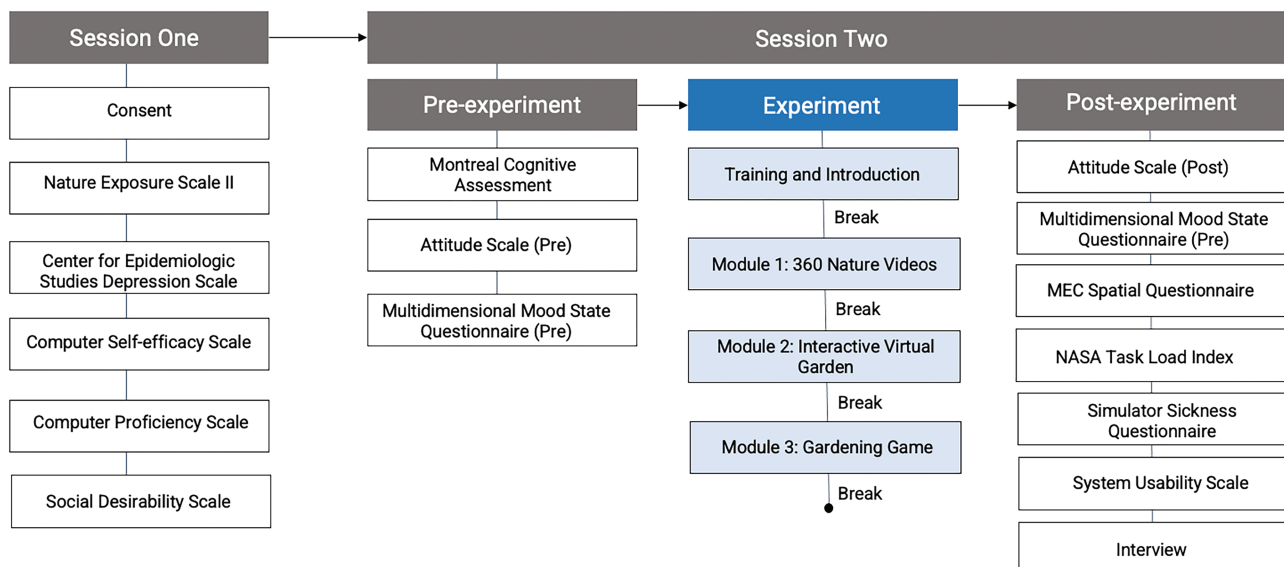 Session One
Consent
Nature Exposure Scale II
Center for Epidemiologic
Studies Depression Scale
Computer Self-efficacy Scale
Computer Proficiency Scale
Social Desirability Scale
Session Two
Pre-experiment
Montreal Cognitive
Assessment
Attitude Scale (Pre)
Multidimensional Mood State
Questionnaire (Pre)
Experiment
Training and Introduction
Break
Module 1: 360 Nature Videos
Break
Module 2: Interactive Virtual
Garden
Break
Module 3: Gardening Game
Break
Post-experiment
Attitude Scale (Post)
Multidimensional Mood State
Questionnaire (Pre)
MEC Spatial Questionnaire
NASA Task Load Index
Simulator Sickness
Questionnaire
System Usability Scale
Interview